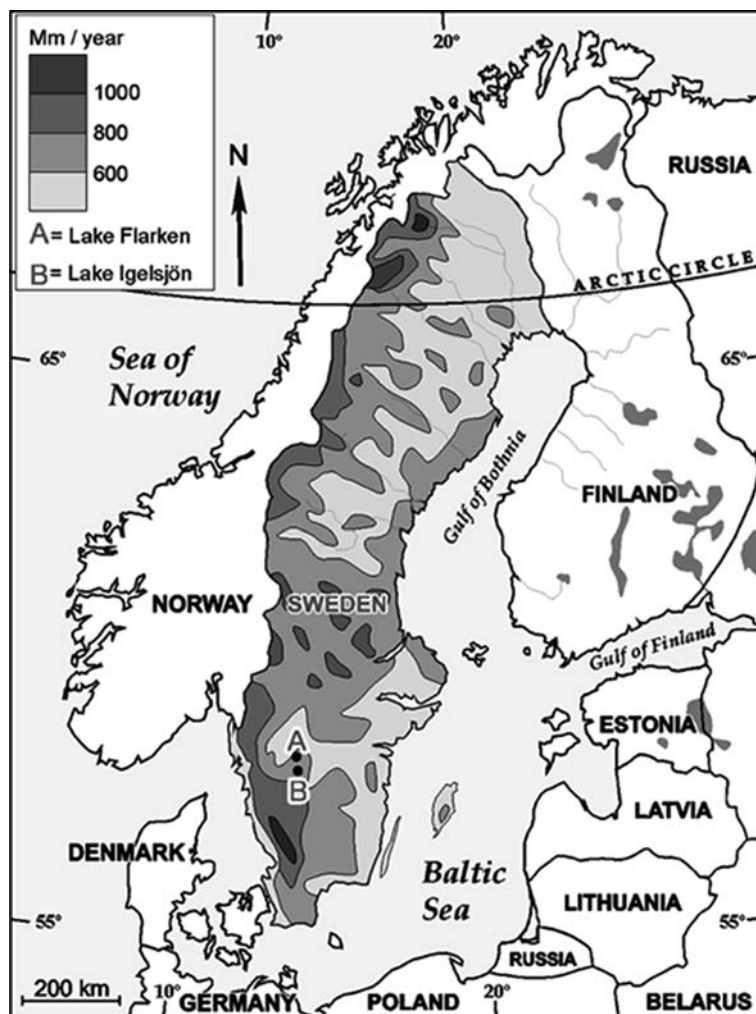 Mm / year
1000
800
600
A = Lake Flarken
B = Lake Igelsjön
N
10°
20°
RUSSIA
ARCTIC CIRCLE
65°
65°
Sea of
Norway
Gulf of Bothnia
FINLAND
NORWAY
SWEDEN
Gulf of Finland
ESTONIA
A
B
LATVIA
DENMARK
Baltic
Sea
LITHUANIA
55°
55°
RUSSIA
200 km
10°
GERMANY
POLAND
20°
BELARUS